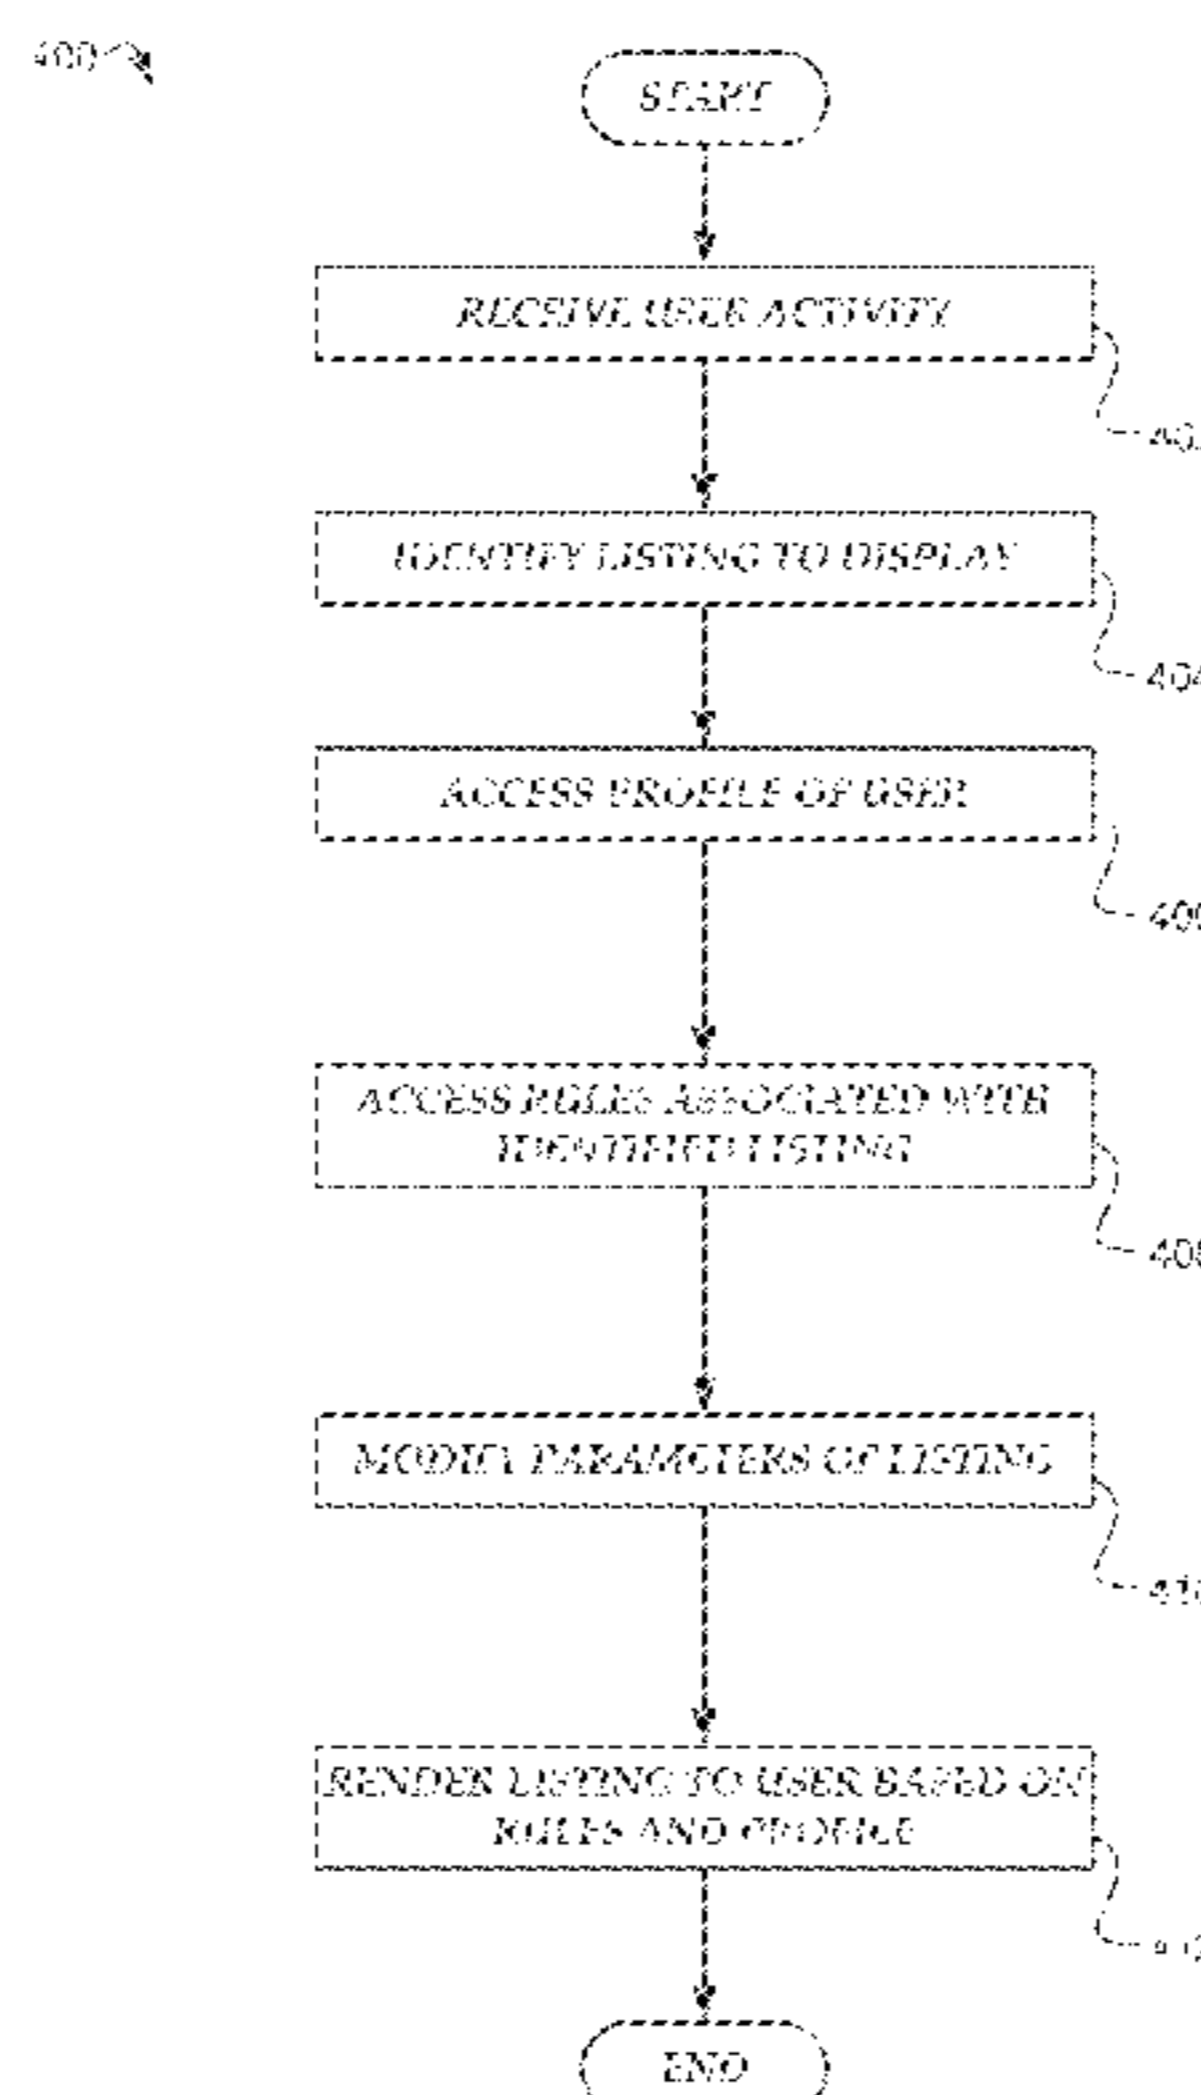 400
START
RECEIVE USER ACTIVITY
IDENTIFY LISTING TO DISPLAY
404
ACCESS PROFILE OF USER
ACCESS RULES ASSOCIATED WITH
IDENTIFIED LISTING
MODIFY PARAMETERS OF LISTING
RENDER LISTING TO USER BASED ON
RULES AND PROFILE
END